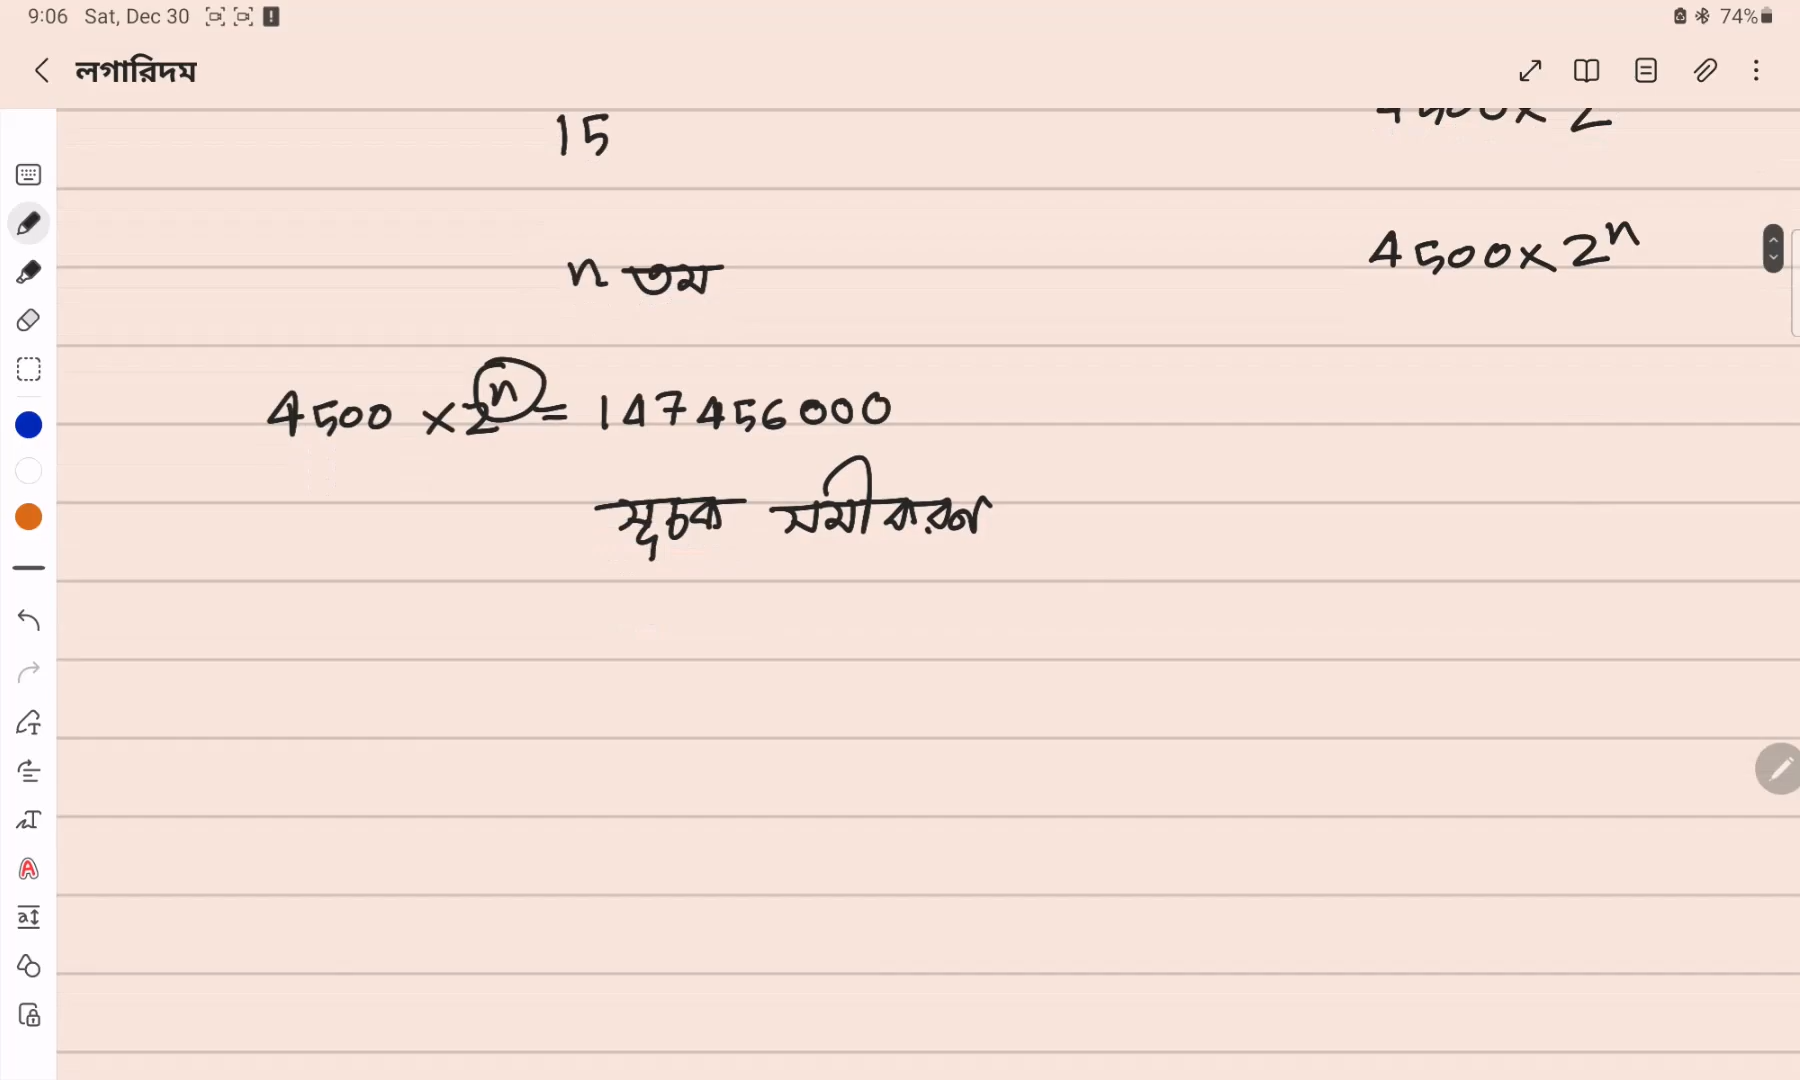 9:06 Sat, Dec 30 74%
লগারিদম
15
n তম 4500×2ⁿ
4500 ×2ⁿ = 147456000
সূচক সমীকরণ